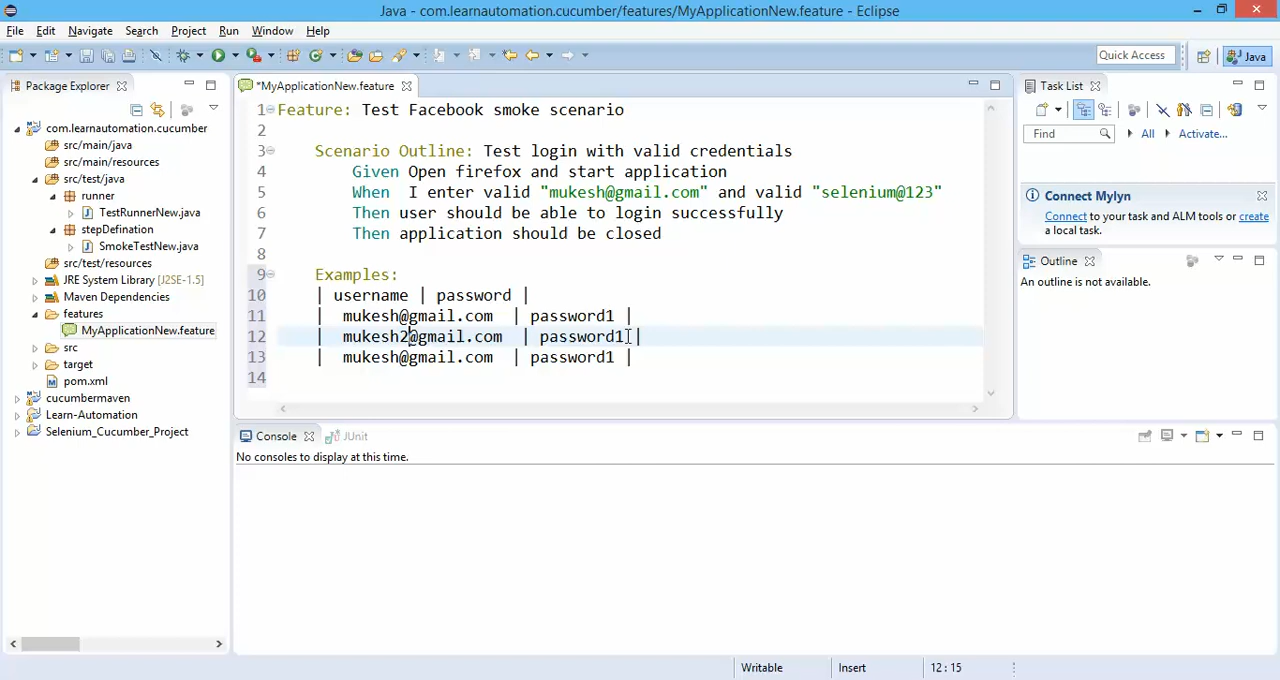 Java - com.learnautomation.cucumber/features/MyApplicationNew.feature - Eclipse
File Edit Navigate Search Project Run Window Help
Quick Access
Java
Package Explorer
com.learnautomation.cucumber
src/main/java
src/main/resources
src/test/java
runner
TestRunnerNew.java
stepDefination
SmokeTestNew.java
src/test/resources
JRE System Library [J2SE-1.5]
Maven Dependencies
features
MyApplicationNew.feature
src
target
pom.xml
cucumbermaven
Learn-Automation
Selenium_Cucumber_Project
*MyApplicationNew.feature
1 Feature: Test Facebook smoke scenario
2
3 Scenario Outline: Test login with valid credentials
4 Given Open firefox and start application
5 When I enter valid "mukesh@gmail.com" and valid "selenium@123"
6 Then user should be able to login successfully
7 Then application should be closed
8
9 Examples:
10 | username | password |
11 | mukesh@gmail.com | password1 |
12 | mukesh2@gmail.com | password1 |
13 | mukesh@gmail.com | password1 |
14
Task List
Find All Activate...
Connect Mylyn
Connect to your task and ALM tools or create a local task.
Outline
An outline is not available.
Console JUnit
No consoles to display at this time.
Writable Insert 12 : 15